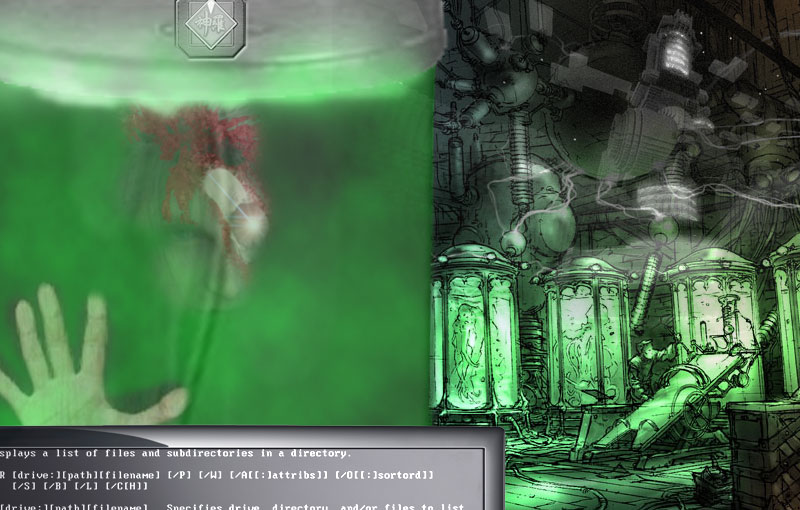 splays a list of files and subdirectories in a directory.
R [drive:][path][filename] [/P] [/W] [/A[[:]attribs]] [/O[[:]sortord]]
[/S] [/B] [/L] [/C[H]]
[drive:][path][filename] Specifies drive, directory, and/or files to list